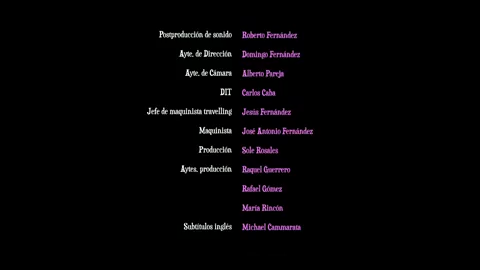 Postproducción de sonido Roberto Fernández
Ayte. de Dirección Domingo Fernández
Ayte. de Cámara Alberto Pareja
DIT Carlos Caba
Jefe de maquinista travelling Jesús Fernández
Maquinista José Antonio Fernández
Producción Sole Rosales
Aytes. producción Raquel Guerrero
Rafael Gómez
María Rincón
Subtítulos inglés Michael Cammarata